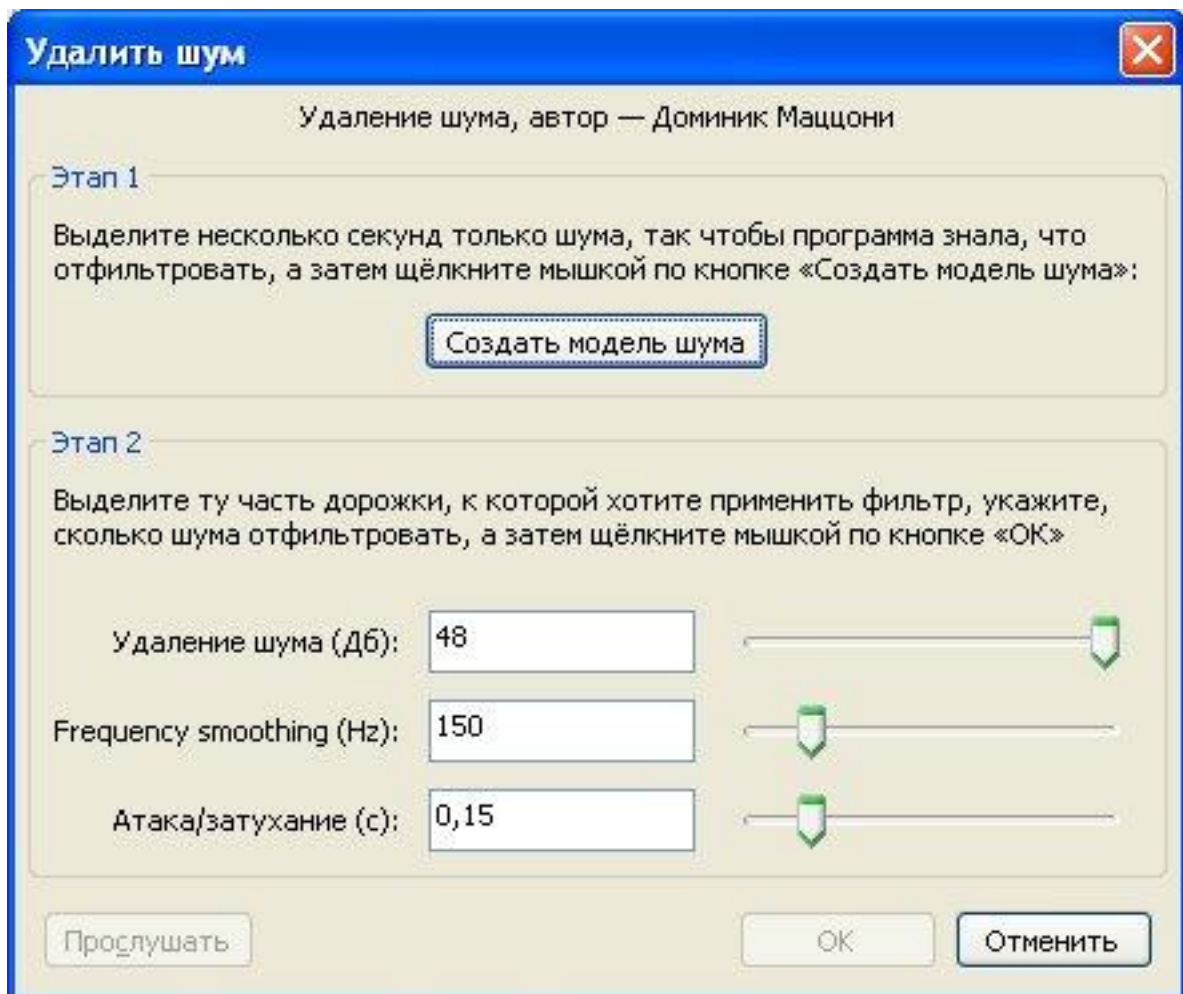 Удалить шум
Удаление шума, автор — Доминик Маццони
Этап 1
Выделите несколько секунд только шума, так чтобы программа знала, что
отфильтровать, а затем щёлкните мышкой по кнопке «Создать модель шума»:
Создать модель шума
Этап 2
Выделите ту часть дорожки, к которой хотите применить фильтр, укажите,
сколько шума отфильтровать, а затем щёлкните мышкой по кнопке «ОК»
Удаление шума (Дб): 48
Frequency smoothing (Hz): 150
Атака/затухание (с): 0,15
Прослушать ОК Отменить